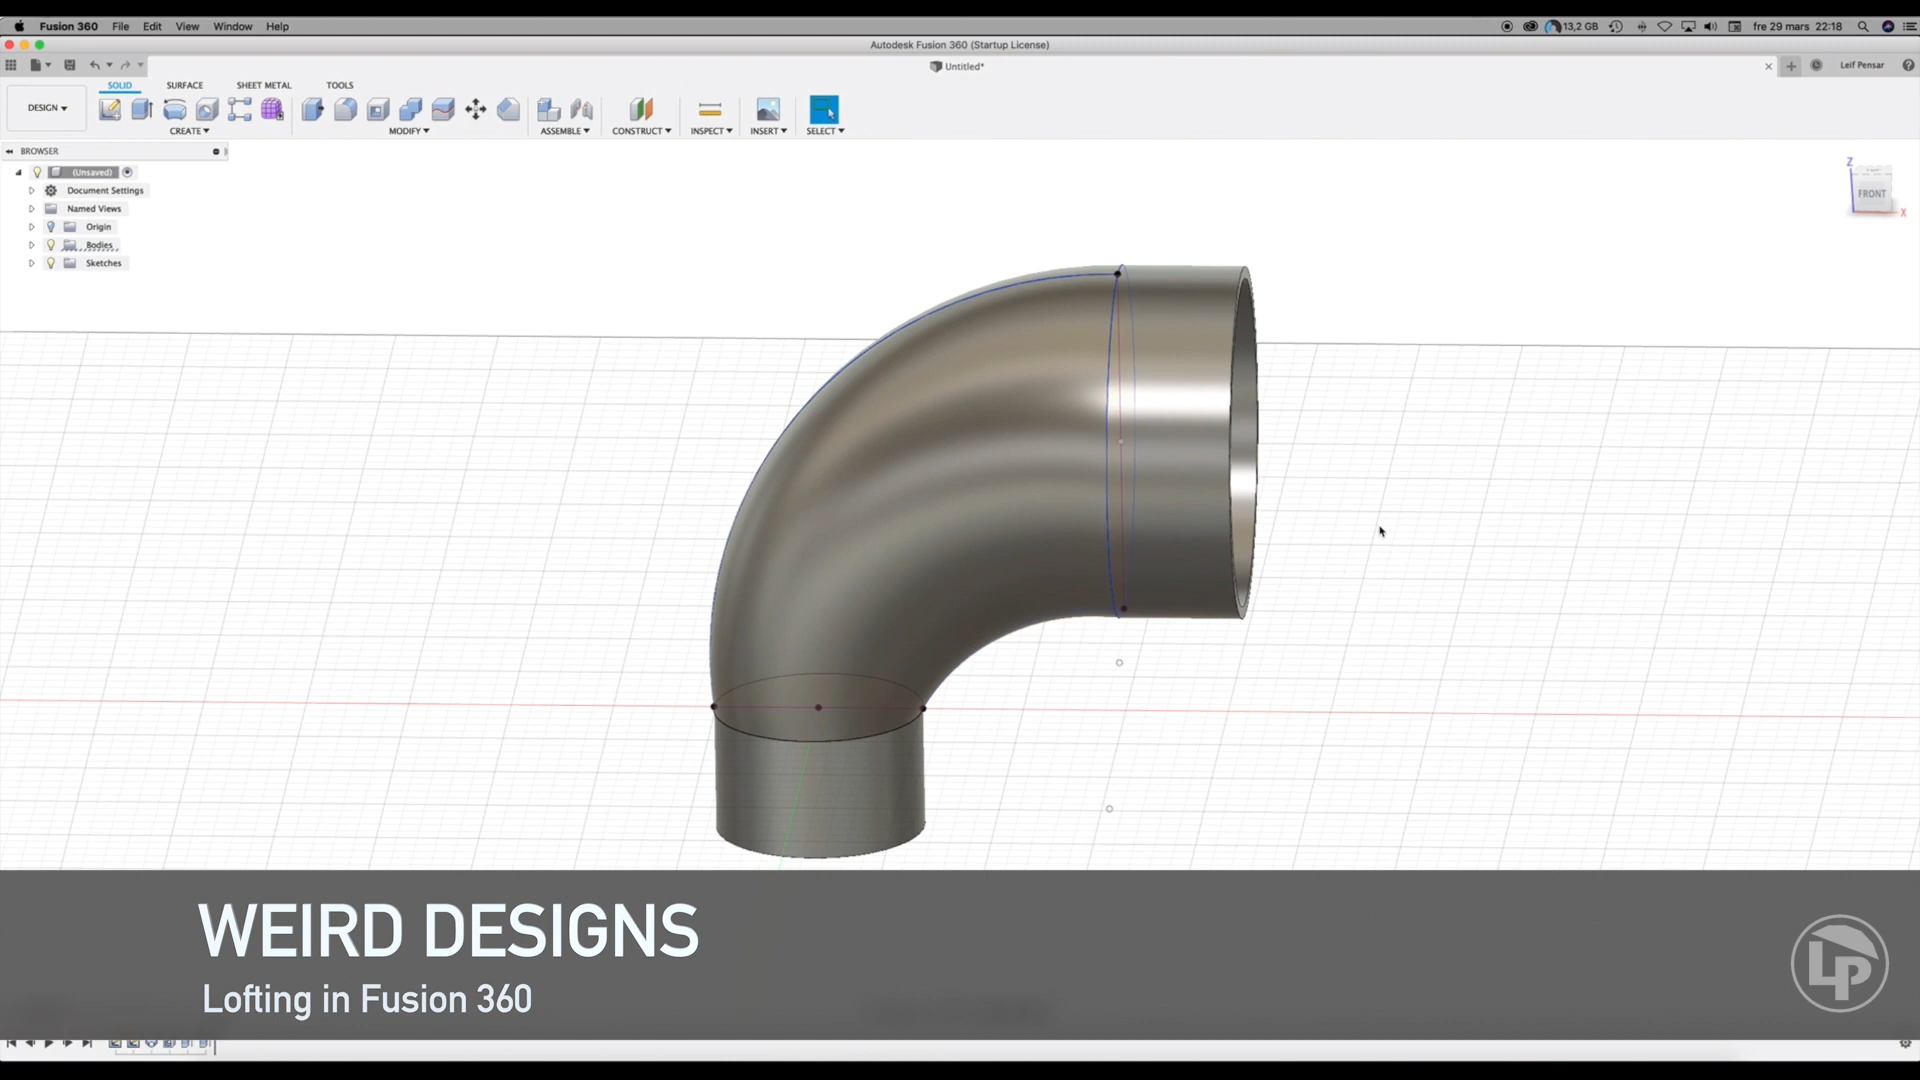 Fusion 360 File Edit View Window Help
13,2 GB fre 29 mars 22:18
Autodesk Fusion 360 (Startup License)
Untitled*
Leif Pensar
SOLID SURFACE SHEET METAL TOOLS
DESIGN
CREATE MODIFY ASSEMBLE CONSTRUCT INSPECT INSERT SELECT
BROWSER
(Unsaved)
Document Settings
Named Views
Origin
Bodies
Sketches
Z
FRONT
X
WEIRD DESIGNS
Lofting in Fusion 360
LP